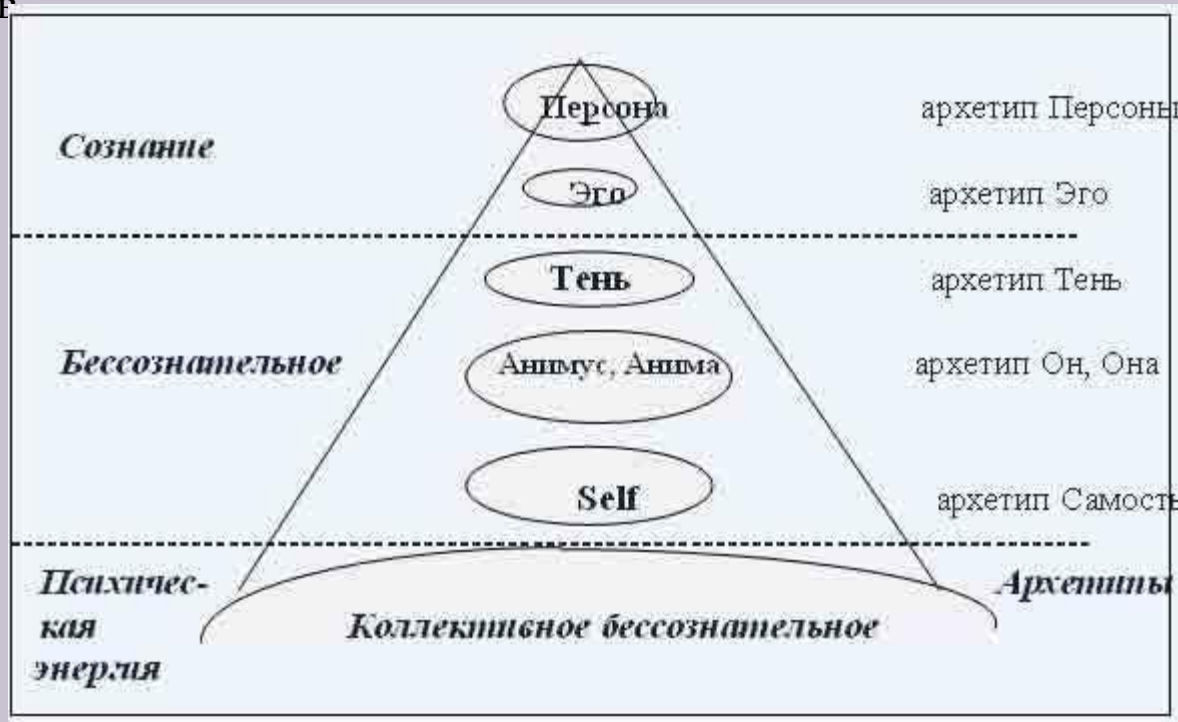 Персона
архетип Персоны
Сознание
Эго
архетип Эго
Тень
архетип Тень
Бессознательное
Анимус, Анима
архетип Он, Она
Self
архетип Самость
Психичес-
кая
энергия
Архетипы
Коллективное бессознательное